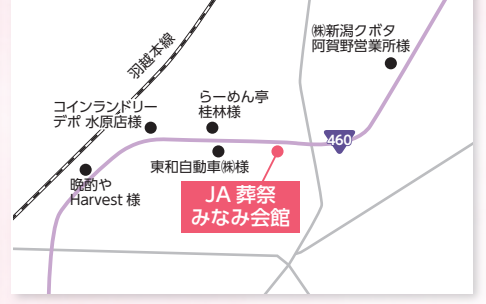 ㈱新潟クボタ
阿賀野営業所様
羽越本線
らーめん亭
桂林様
コインランドリー
デポ 水原店様
460
東和自動車㈱様
晩酌や
Harvest 様
JA 葬祭
みなみ会館